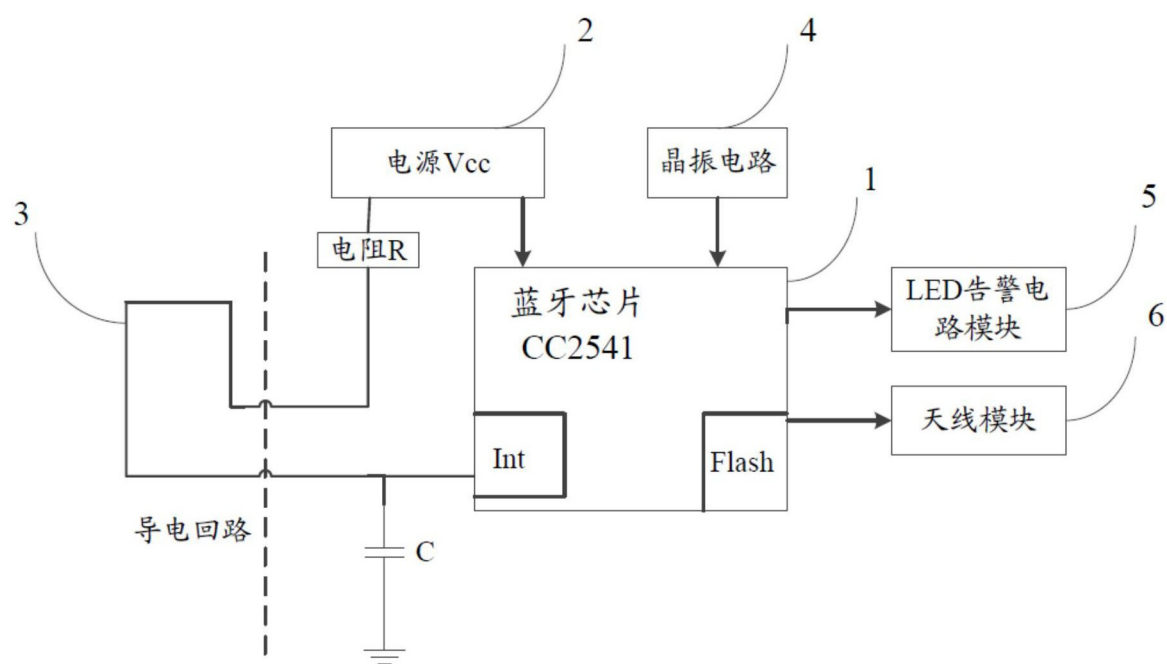 2
4
电源Vcc
晶振电路
1
5
3
电阻R
蓝牙芯片
CC2541
LED告警电
路模块
6
天线模块
Int
Flash
导电回路
C